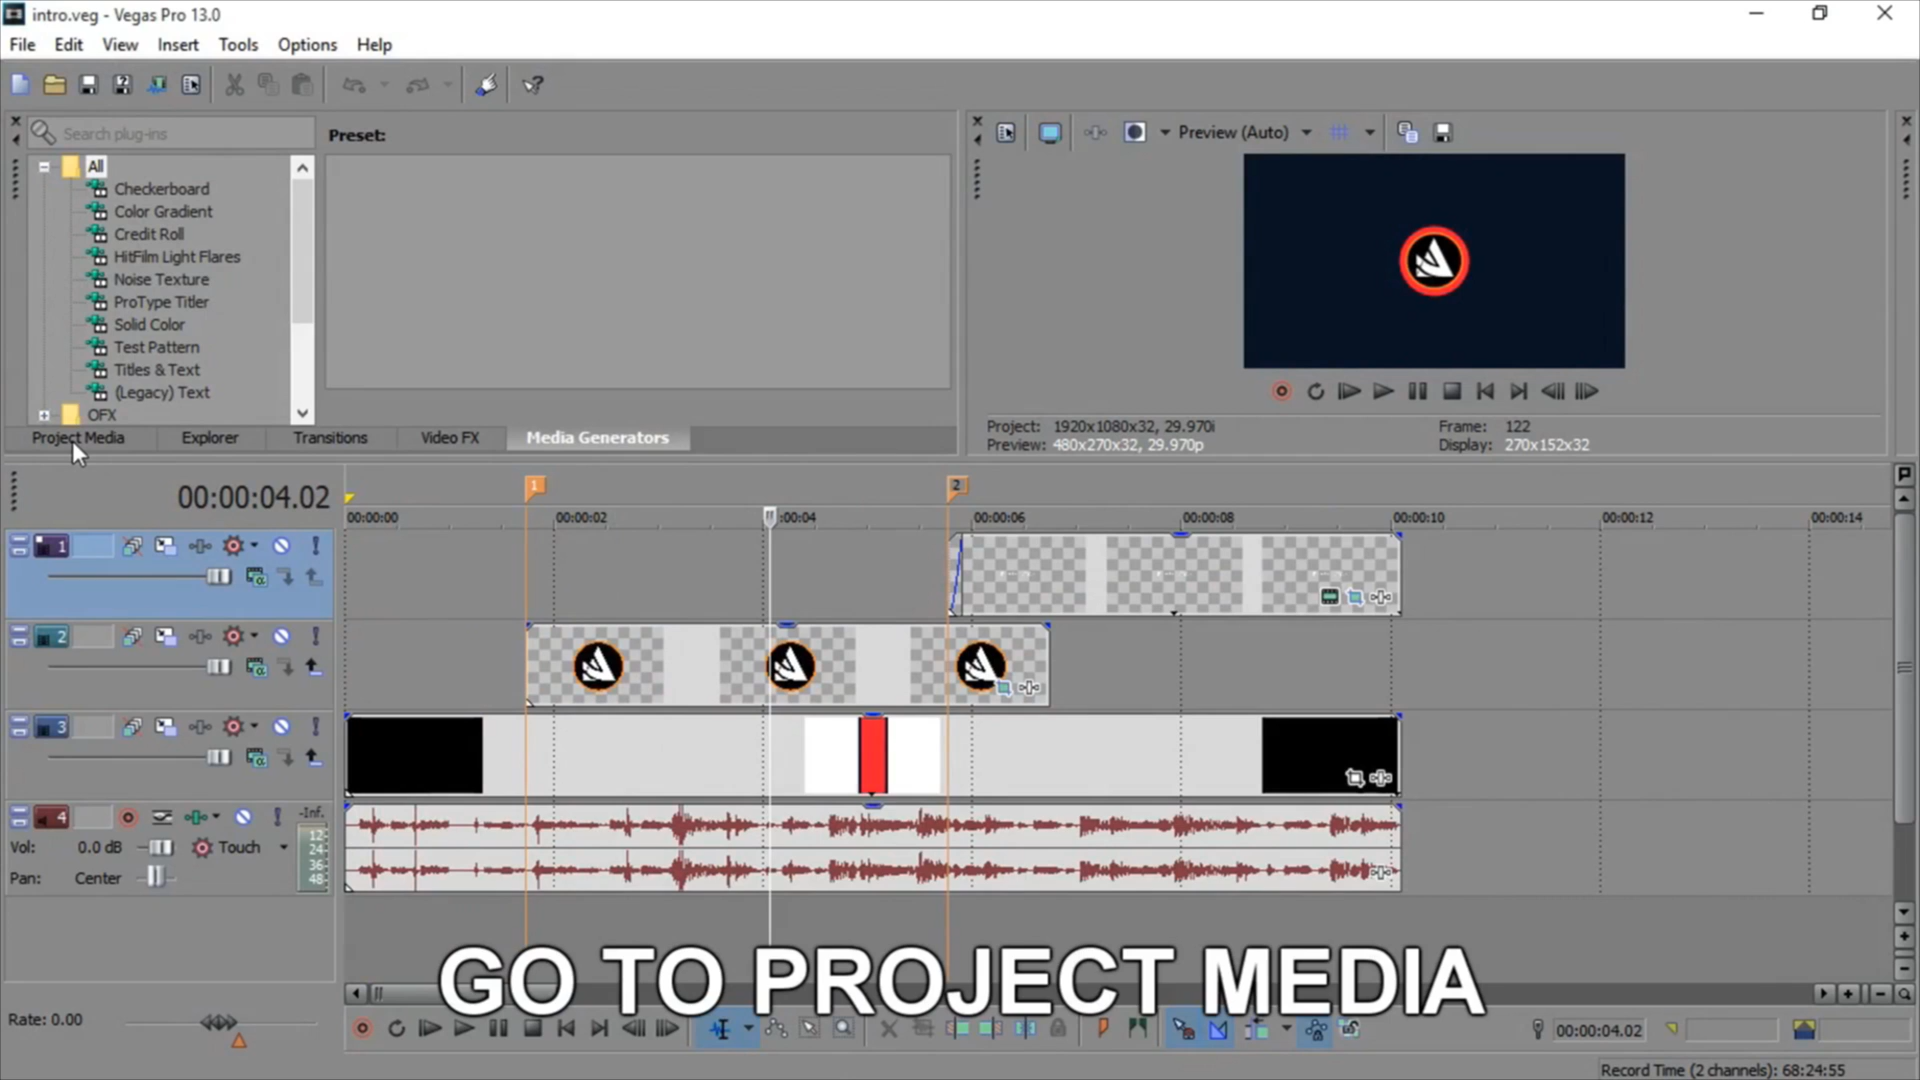 intro.veg - Vegas Pro 13.0
File Edit View Insert Tools Options Help
Search plug-ins
Preset:
All
Checkerboard
Color Gradient
Credit Roll
HitFilm Light Flares
Noise Texture
ProType Titler
Solid Color
Test Pattern
Titles & Text
(Legacy) Text
OFX
Project Media Explorer Transitions Video FX Media Generators
Preview (Auto)
Project: 1920x1080x32, 29.970i
Preview: 480x270x32, 29.970p
Frame: 122
Display: 270x152x32
00:00:04.02
1 2
00:00:00 00:00:02 :00:04 00:00:06 00:00:08 00:00:10 00:00:12 00:00:14
1
2
3
4
-Inf.
12
24
36
48
Vol: 0.0 dB Touch
Pan: Center
GO TO PROJECT MEDIA
Rate: 0.00
00:00:04.02
Record Time (2 channels): 68:24:55